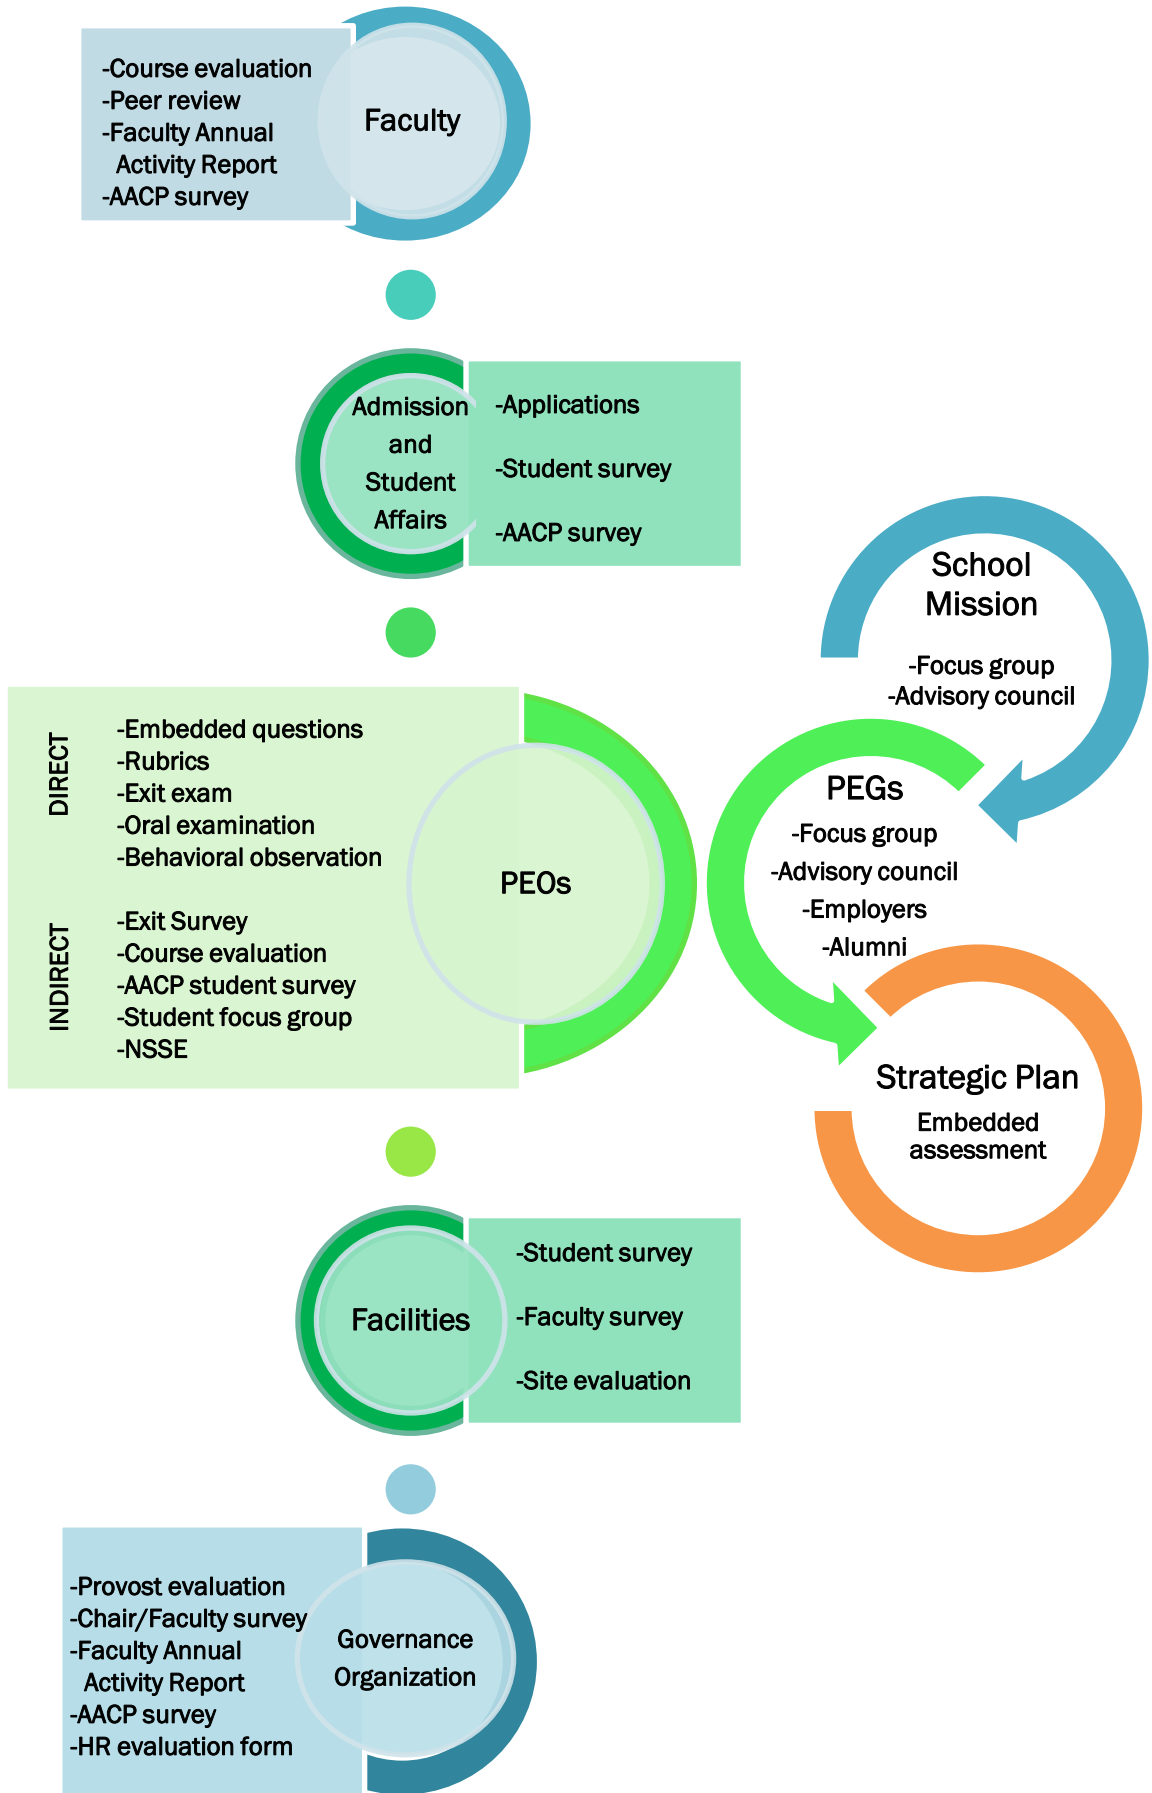 -Course evaluation
-Peer review
-Faculty Annual
Activity Report
-AACP survey
Faculty
Admission
and
Student
Affairs
-Applications
-Student survey
-AACP survey
School
Mission
-Focus group
-Advisory council
DIRECT
-Embedded questions
-Rubrics
-Exit exam
-Oral examination
-Behavioral observation
INDIRECT
-Exit Survey
-Course evaluation
-AACP student survey
-Student focus group
-NSSE
PEOs
PEGs
-Focus group
-Advisory council
-Employers
-Alumni
Strategic Plan
Embedded
assessment
Facilities
-Student survey
-Faculty survey
-Site evaluation
-Provost evaluation
-Chair/Faculty survey
-Faculty Annual
Activity Report
-AACP survey
-HR evaluation form
Governance
Organization